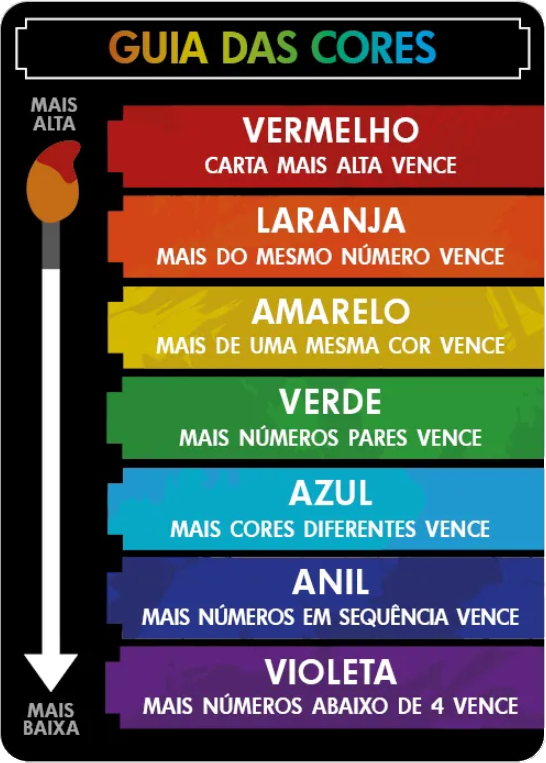 GUIA DAS CORES
MAIS
ALTA
VERMELHO
CARTA MAIS ALTA VENCE
LARANJA
MAIS DO MESMO NÚMERO VENCE
AMARELO
MAIS DE UMA MESMA COR VENCE
VERDE
MAIS NÚMEROS PARES VENCE
AZUL
MAIS CORES DIFERENTES VENCE
ANIL
MAIS NÚMEROS EM SEQUÊNCIA VENCE
VIOLETA
MAIS NÚMEROS ABAIXO DE 4 VENCE
MAIS
BAIXA